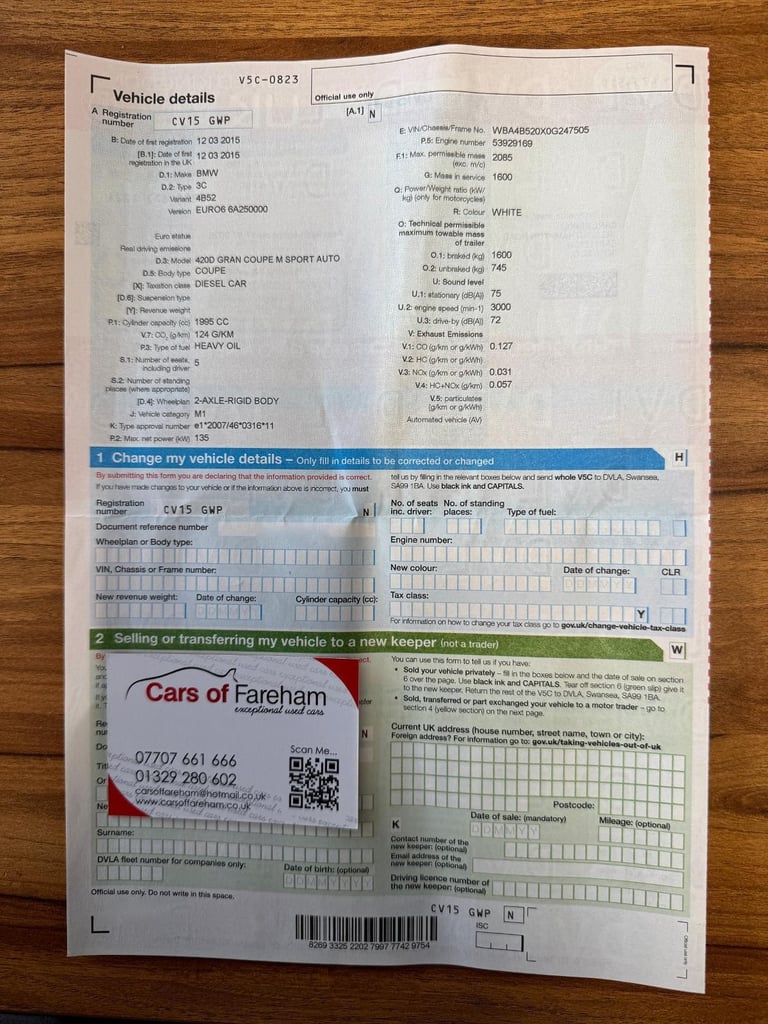 V5C-0823
Vehicle details
Official use only
A Registration number CV15 GWP
[A.1] N
B: Date of first registration 12 03 2015
[B.1]: Date of first registration in the UK 12 03 2015
D.1: Make BMW
D.2: Type 3C
Variant 4B52
Version EURO6 6A250000
Euro status
Real driving emissions
D.3: Model 420D GRAN COUPE M SPORT AUTO
D.5: Body type COUPE
[X]: Taxation class DIESEL CAR
[D.6]: Suspension type
[Y]: Revenue weight
P.1: Cylinder capacity (cc) 1995 CC
V.7: CO₂ (g/km) 124 G/KM
P.3: Type of fuel HEAVY OIL
S.1: Number of seats, including driver 5
S.2: Number of standing places (where appropriate)
[D.4]: Wheelplan 2-AXLE-RIGID BODY
J: Vehicle category M1
K: Type approval number e1*2007/46*0316*11
P.2: Max. net power (kW) 135
E: VIN/Chassis/Frame No. WBA4B520X0G247505
P.5: Engine number 53929169
F.1: Max. permissible mass (exc. m/c) 2085
G: Mass in service 1600
Q: Power/Weight ratio (kW/kg) (only for motorcycles)
R: Colour WHITE
O: Technical permissible maximum towable mass of trailer
O.1: braked (kg) 1600
O.2: unbraked (kg) 745
U: Sound level
U.1: stationary (dB(A)) 75
U.2: engine speed (min-1) 3000
U.3: drive-by (dB(A)) 72
V: Exhaust Emissions
V.1: CO (g/km or g/kWh) 0.127
V.2: HC (g/km or g/kWh)
V.3: NOx (g/km or g/kWh) 0.031
V.4: HC+NOx (g/km) 0.057
V.5: particulates (g/km or g/kWh)
Automated vehicle (AV)
1 Change my vehicle details – Only fill in details to be corrected or changed
H
By submitting this form you are declaring that the information provided is correct.
If you have made changes to your vehicle or if the information above is incorrect, you must
tell us by filling in the relevant boxes below and send whole V5C to DVLA, Swansea,
SA99 1BA. Use black ink and CAPITALS.
Registration number CV15 GWP N
Document reference number
Wheelplan or Body type:
VIN, Chassis or Frame number:
New revenue weight: Date of change: Cylinder capacity (cc):
No. of seats inc. driver: No. of standing places: Type of fuel:
Engine number:
New colour: Date of change: CLR
Tax class:
Y
For information on how to change your tax class go to gov.uk/change-vehicle-tax-class
2 Selling or transferring my vehicle to a new keeper (not a trader)
W
You can use this form to tell us if you have:
• Sold your vehicle privately – fill in the boxes and the date of sale on section
6 over the page. Use black ink and CAPITALS. Tear off section 6 (green slip) give it
to the new keeper. Return the rest of the V5C to DVLA, Swansea, SA99 1BA.
• Sold, transferred or part exchanged your vehicle to a motor trader – go to
section 4 (yellow section) on the next page.
Cars of Fareham
exceptional used cars
07707 661 666
01329 280 602
carsoffareham@hotmail.co.uk
www.carsoffareham.co.uk
Scan Me...
N
Surname:
DVLA fleet number for companies only:
Date of birth: (optional)
DDMMYYYY
Current UK address (house number, street name, town or city):
Foreign address? For information go to: gov.uk/taking-vehicles-out-of-uk
Postcode:
Date of sale: (mandatory)
DDMMYY
Mileage: (optional)
K
Contact number of the new keeper: (optional)
Email address of the new keeper: (optional)
Driving licence number of the new keeper: (optional)
Official use only. Do not write in this space.
CV15 GWP N
ISC
8269 3325 2202 7997 7742 9754
Official use only